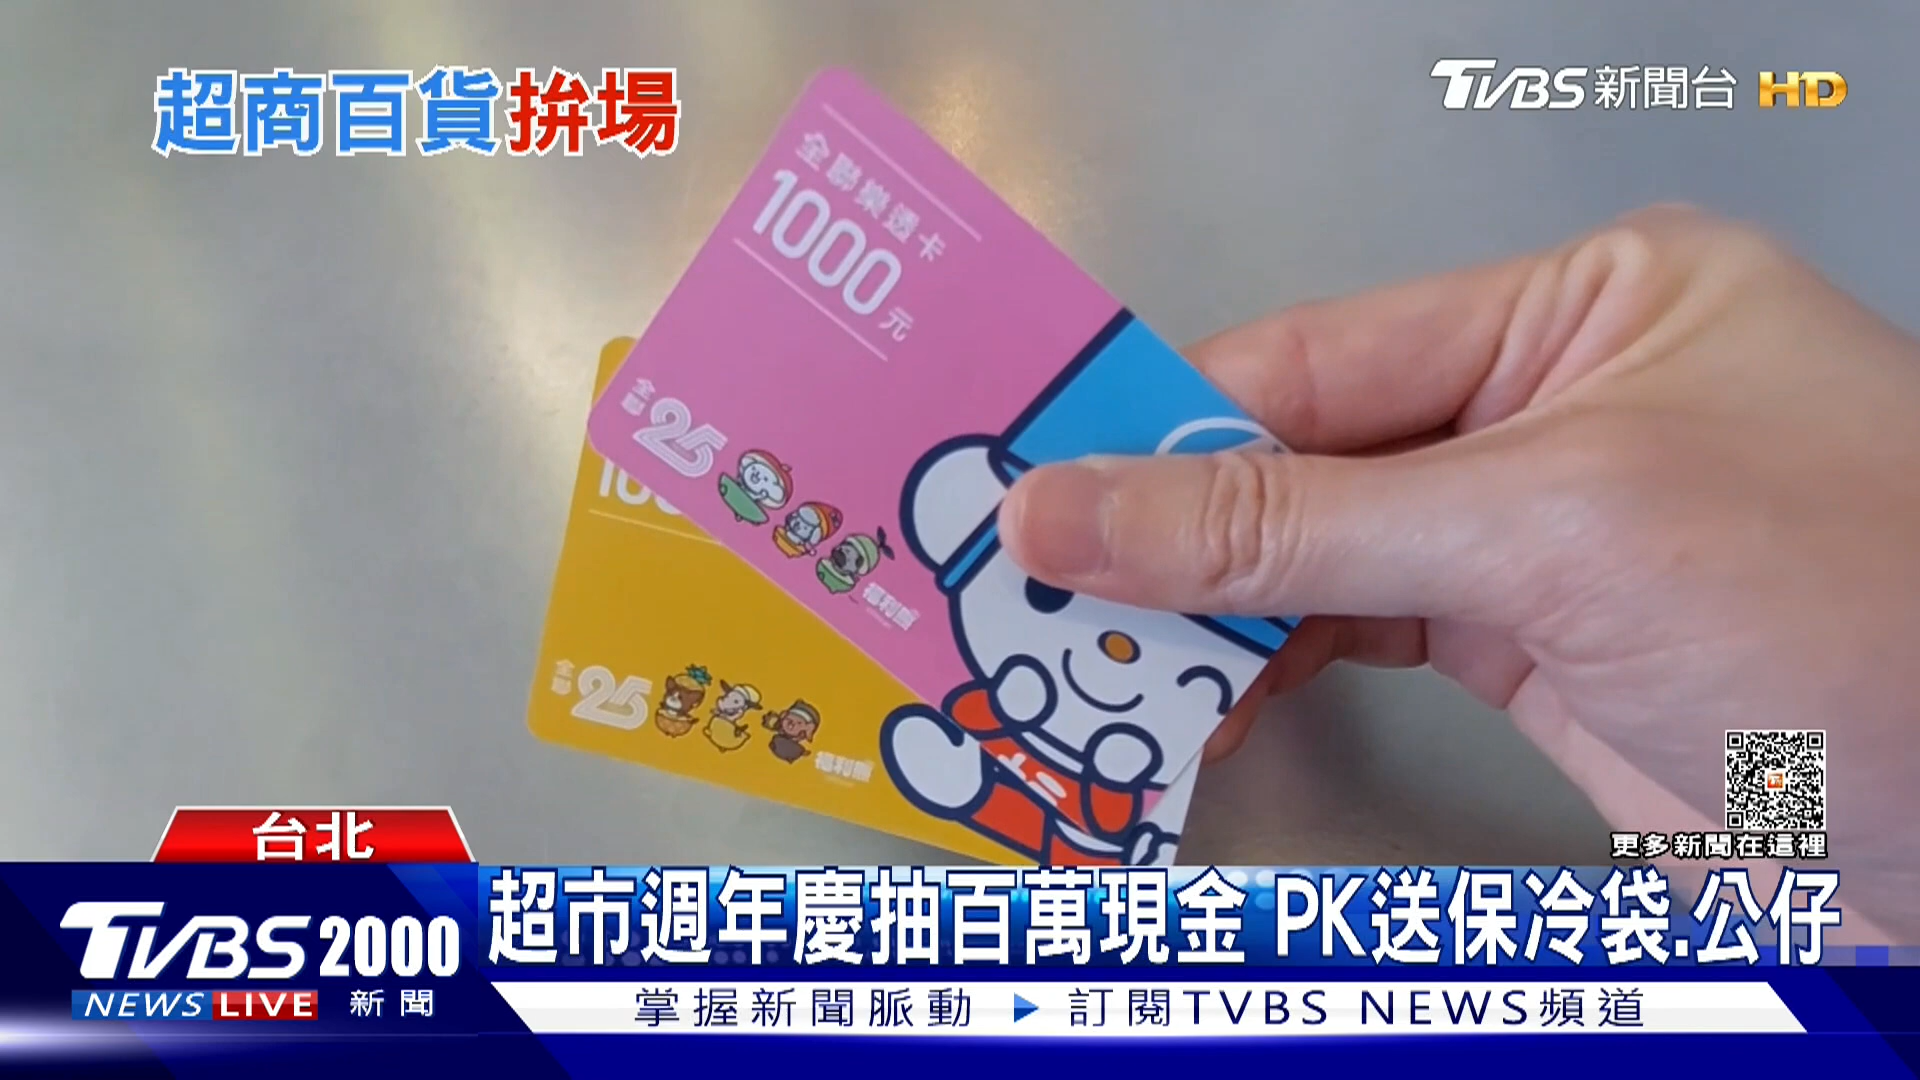 超商百貨拚場
TVBS新聞台 HD
全聯樂透卡
1000元
全聯 25
福利熊
全聯 25
福利熊
更多新聞在這裡
台北
超市週年慶抽百萬現金 PK送保冷袋.公仔
TVBS 2000
NEWS LIVE 新聞
掌握新聞脈動 ▶ 訂閱TVBS NEWS頻道